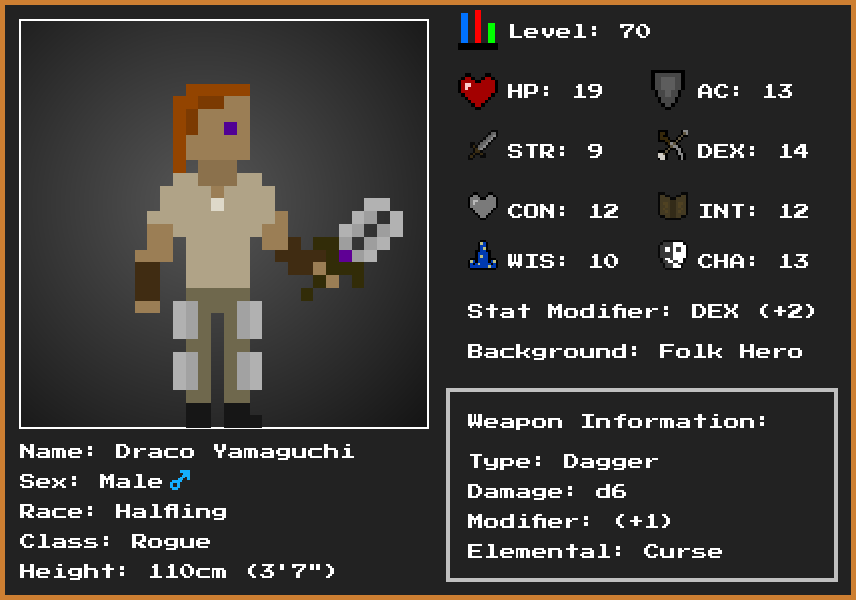 Level: 70
HP: 19
AC: 13
STR: 9
DEX: 14
CON: 12
INT: 12
WIS: 10
CHA: 13
Stat Modifier: DEX (+2)
Background: Folk Hero
Weapon Information:
Type: Dagger
Damage: d6
Modifier: (+1)
Elemental: Curse
Name: Draco Yamaguchi
Sex: Male♂
Race: Halfling
Class: Rogue
Height: 110cm (3'7")